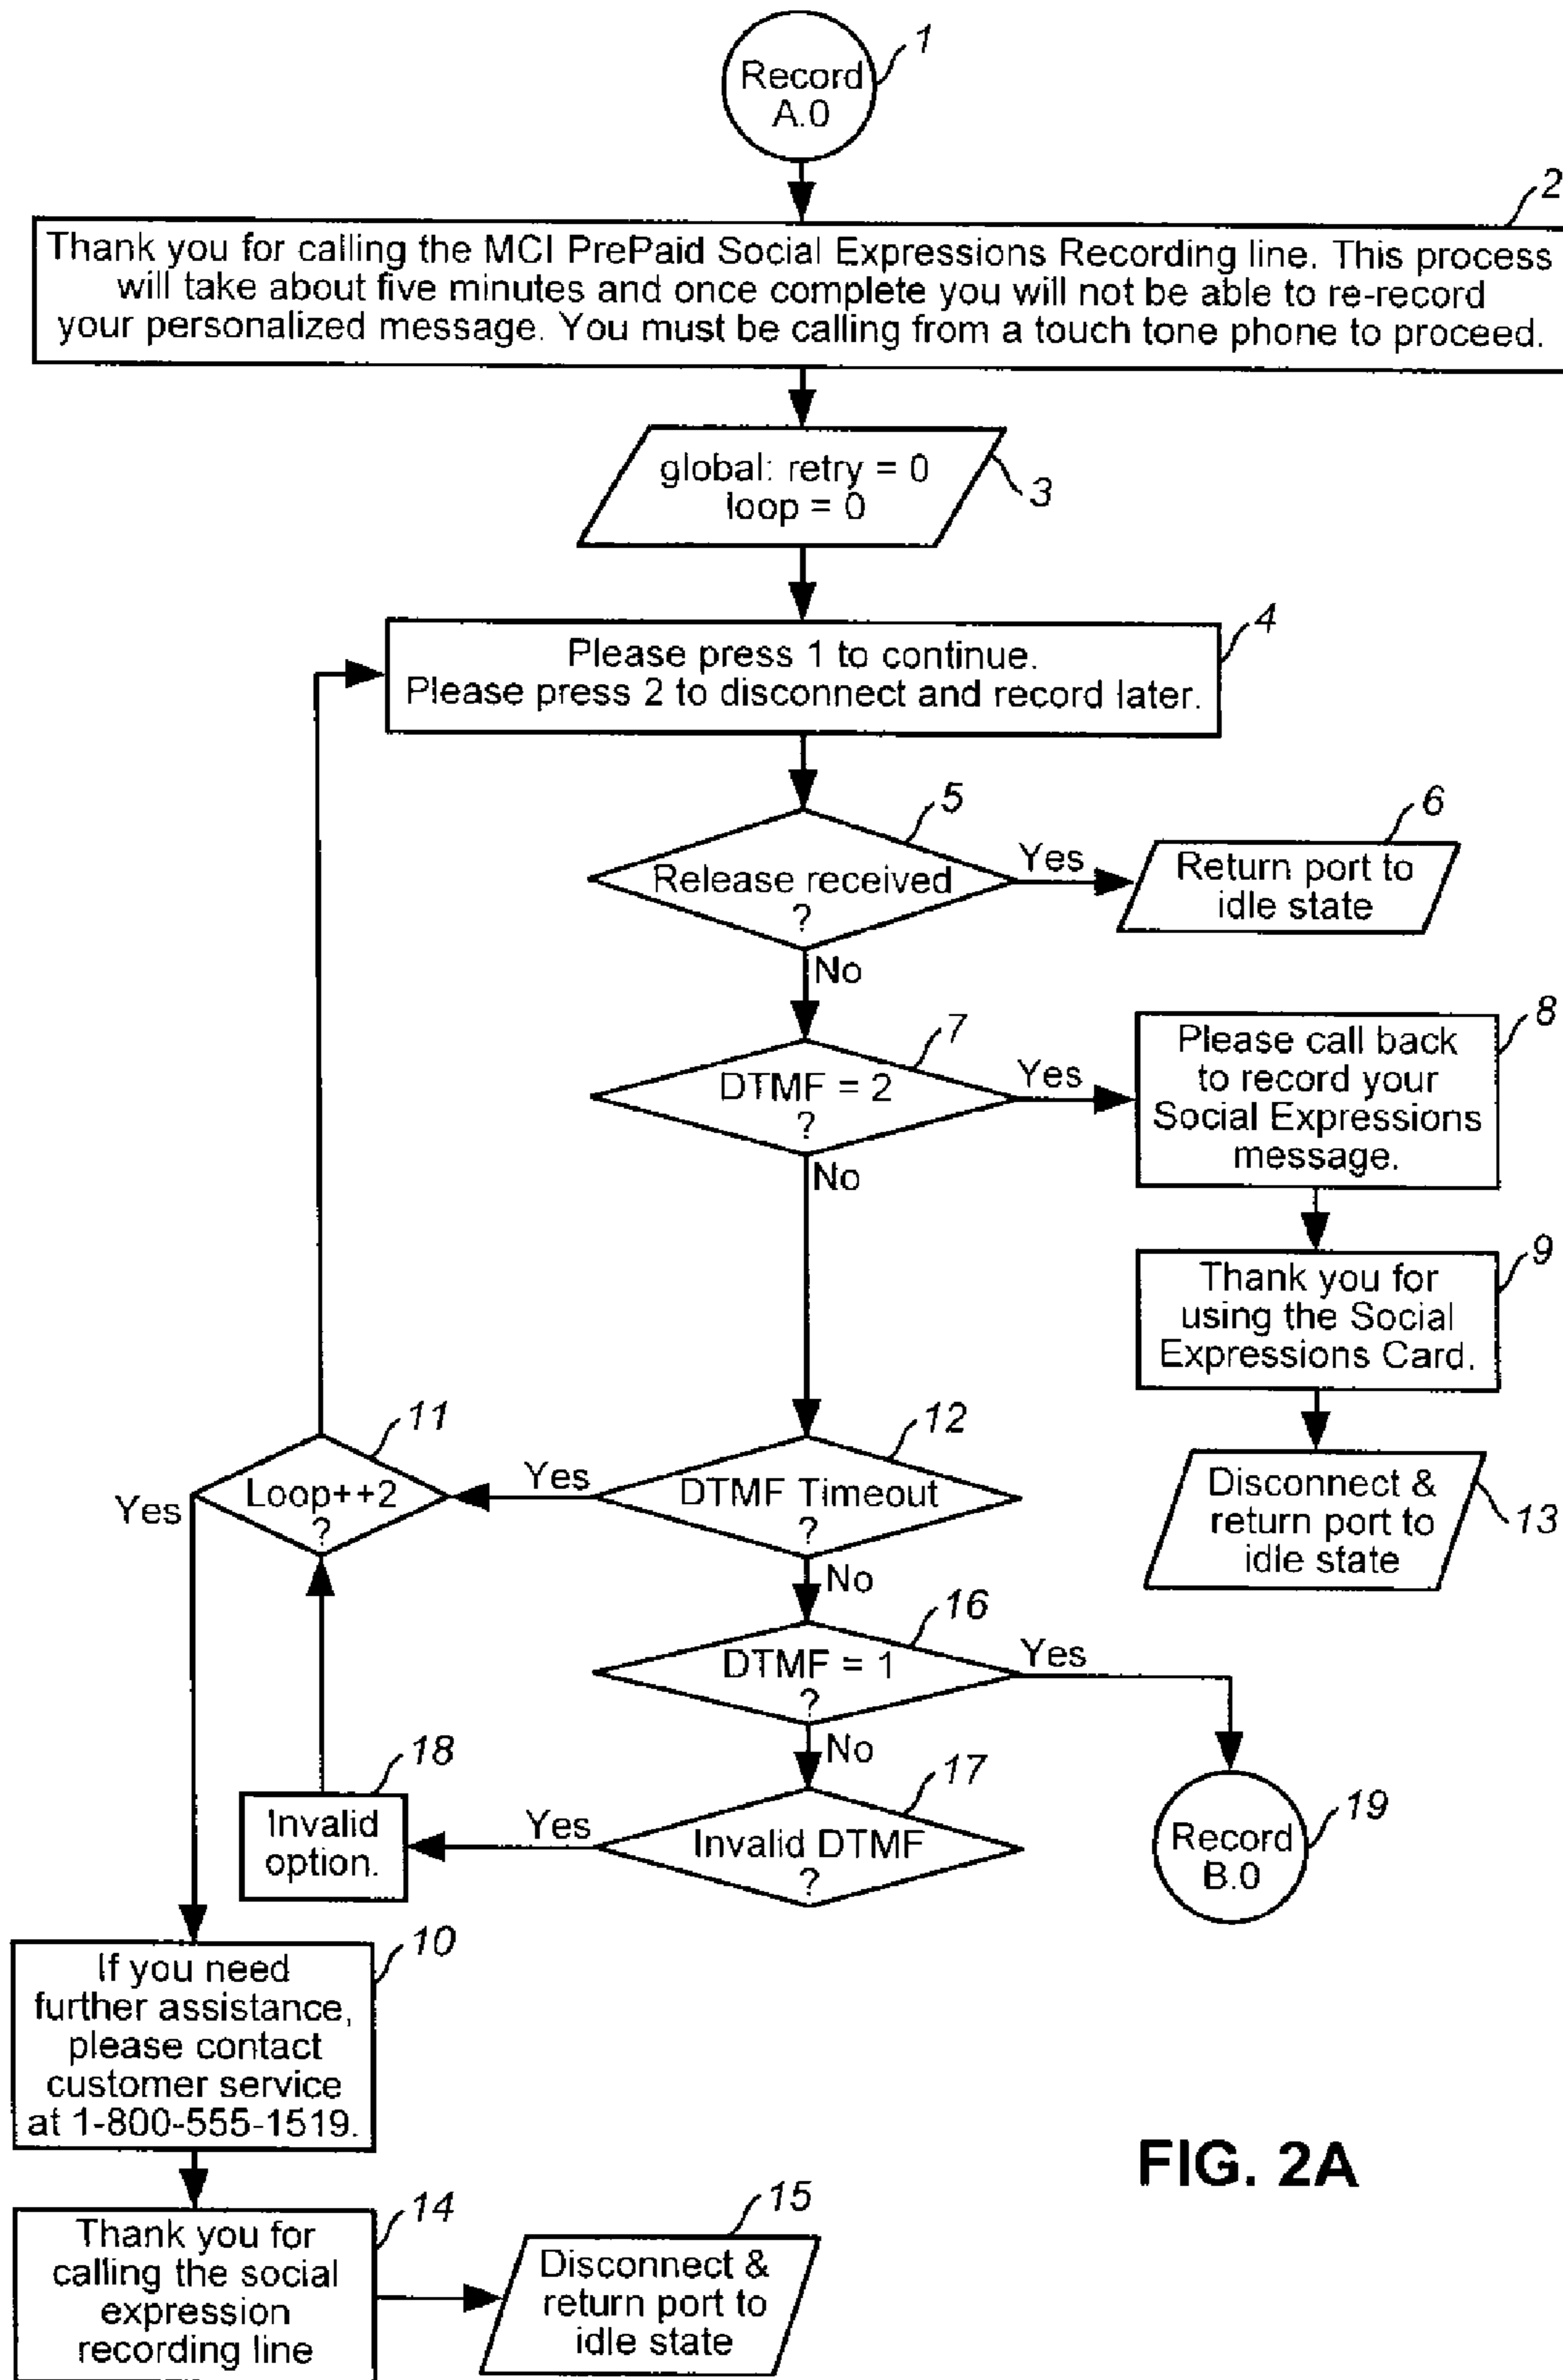 1
Record
A.0
2
Thank you for calling the MCI PrePaid Social Expressions Recording line. This process
will take about five minutes and once complete you will not be able to re-record
your personalized message. You must be calling from a touch tone phone to proceed.
global: retry = 0
loop = 0
3
4
Please press 1 to continue.
Please press 2 to disconnect and record later.
5
Release received
?
Yes
No
6
Return port to
idle state
7
DTMF = 2
?
Yes
No
8
Please call back
to record your
Social Expressions
message.
9
Thank you for
using the Social
Expressions Card.
11
Loop++2
?
Yes
12
DTMF Timeout
?
Yes
No
Disconnect &
return port to
idle state
13
16
DTMF = 1
?
Yes
No
18
Invalid
option.
17
Invalid DTMF
?
Yes
19
Record
B.0
10
If you need
further assistance,
please contact
customer service
at 1-800-555-1519.
14
Thank you for
calling the social
expression
recording line
15
Disconnect &
return port to
idle state
FIG. 2A